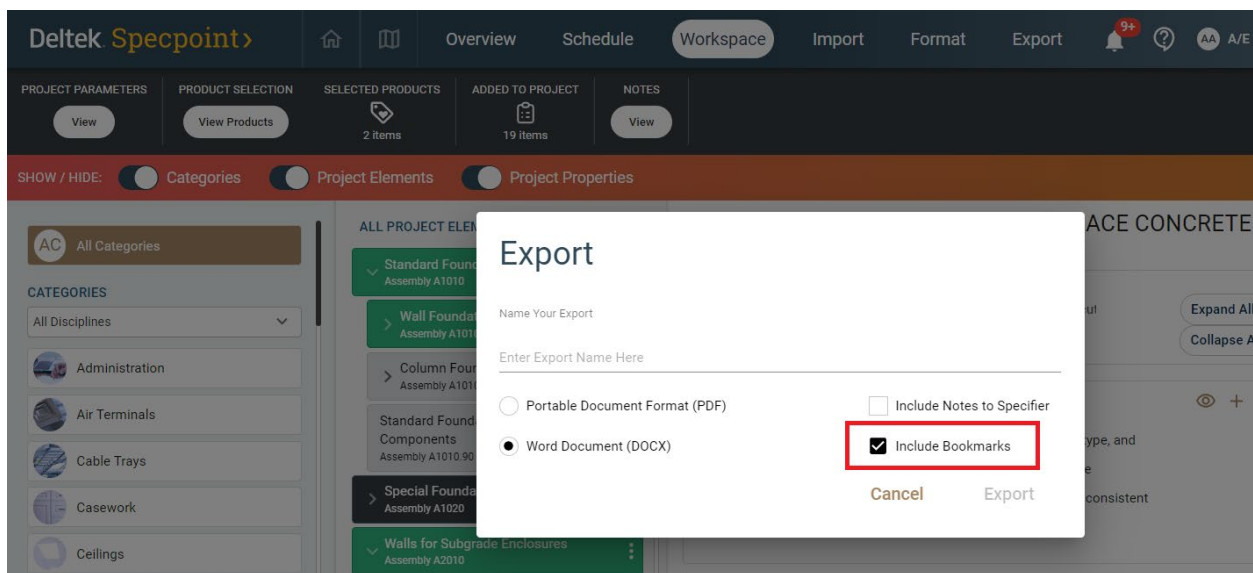 Deltek Specpoint>
Overview Schedule Workspace Import Format Export 9+ AA A/E
PROJECT PARAMETERS PRODUCT SELECTION SELECTED PRODUCTS ADDED TO PROJECT NOTES
View View Products 2 items 19 items View
SHOW / HIDE: Categories Project Elements Project Properties
AC All Categories
CATEGORIES
All Disciplines
Administration
Air Terminals
Cable Trays
Casework
Ceilings
ALL PROJECT ELEM
Standard Found
Assembly A1010
Wall Foundat
Assembly A1010
Column Foun
Assembly A1010
Standard Found
Components
Assembly A1010.90
Special Founda
Assembly A1020
Walls for Subgrade Enclosures
Assembly A2010
Export
Name Your Export
Enter Export Name Here
Portable Document Format (PDF)
Include Notes to Specifier
Word Document (DOCX)
Include Bookmarks
Cancel Export
ACE CONCRETE
Expand All
Collapse A
type, and
consistent